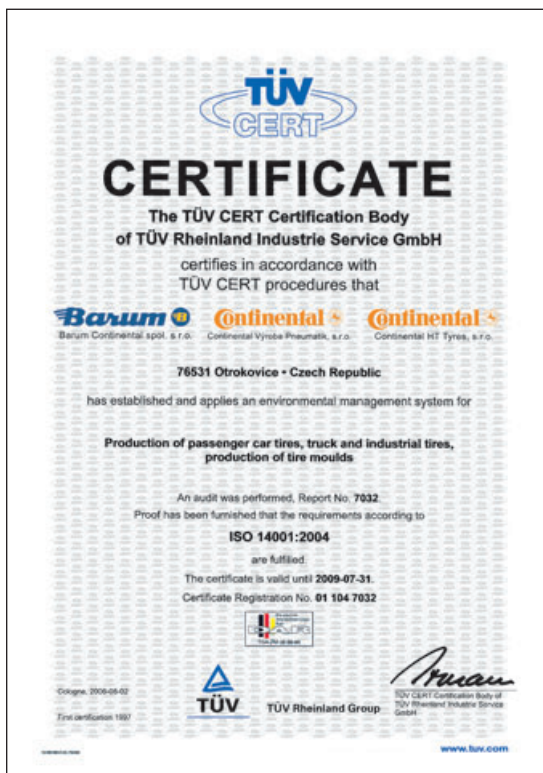 TÜV
CERT
CERTIFICATE
The TÜV CERT Certification Body
of TÜV Rheinland Industrie Service GmbH
certifies in accordance with
TÜV CERT procedures that
Barum B Continental Continental
Barum Continental spol. s r.o. Continental Výroba Pneumatik, s.r.o. Continental HT Tyres, s.r.o.
76531 Otrokovice • Czech Republic
has established and applies an environmental management system for
Production of passenger car tires, truck and industrial tires,
production of tire moulds
An audit was performed, Report No. 7032.
Proof has been furnished that the requirements according to
ISO 14001:2004
are fulfilled.
The certificate is valid until 2009-07-31.
Certificate Registration No. 01 104 7032
Cologne,
First certification 1997
TÜV
TÜV Rheinland Group
TÜV CERT Certification Body of
TÜV Rheinland Industrie Service
GmbH
www.tuv.com